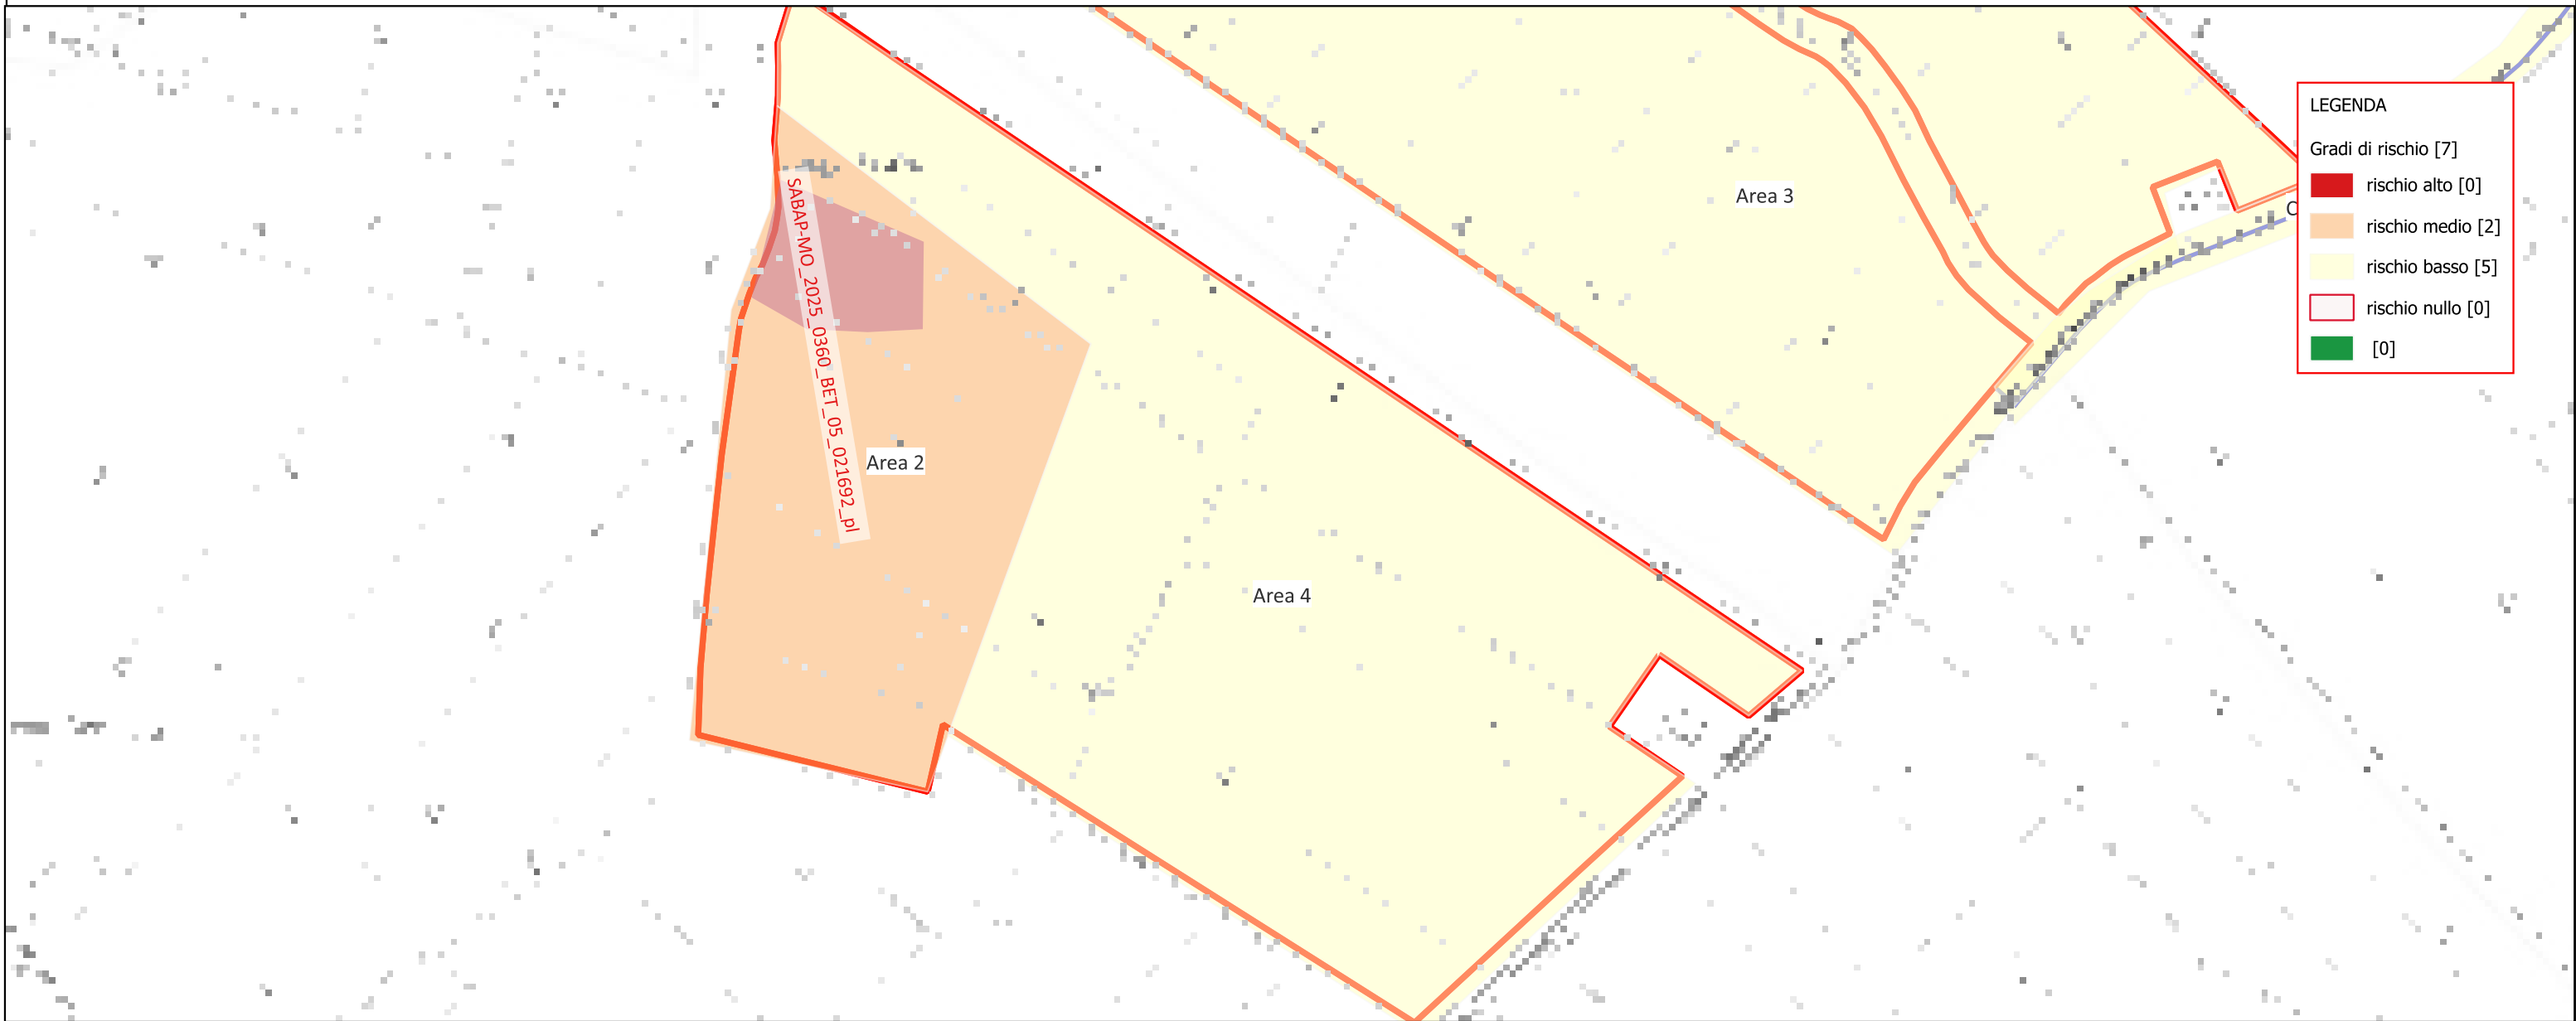 LEGENDA
Gradi di rischio [7]
rischio alto [0]
rischio medio [2]
rischio basso [5]
rischio nullo [0]
[0]
Area 3
SABAP-MO_2025_0360_BET_05_021692_pl
Area 2
Area 4